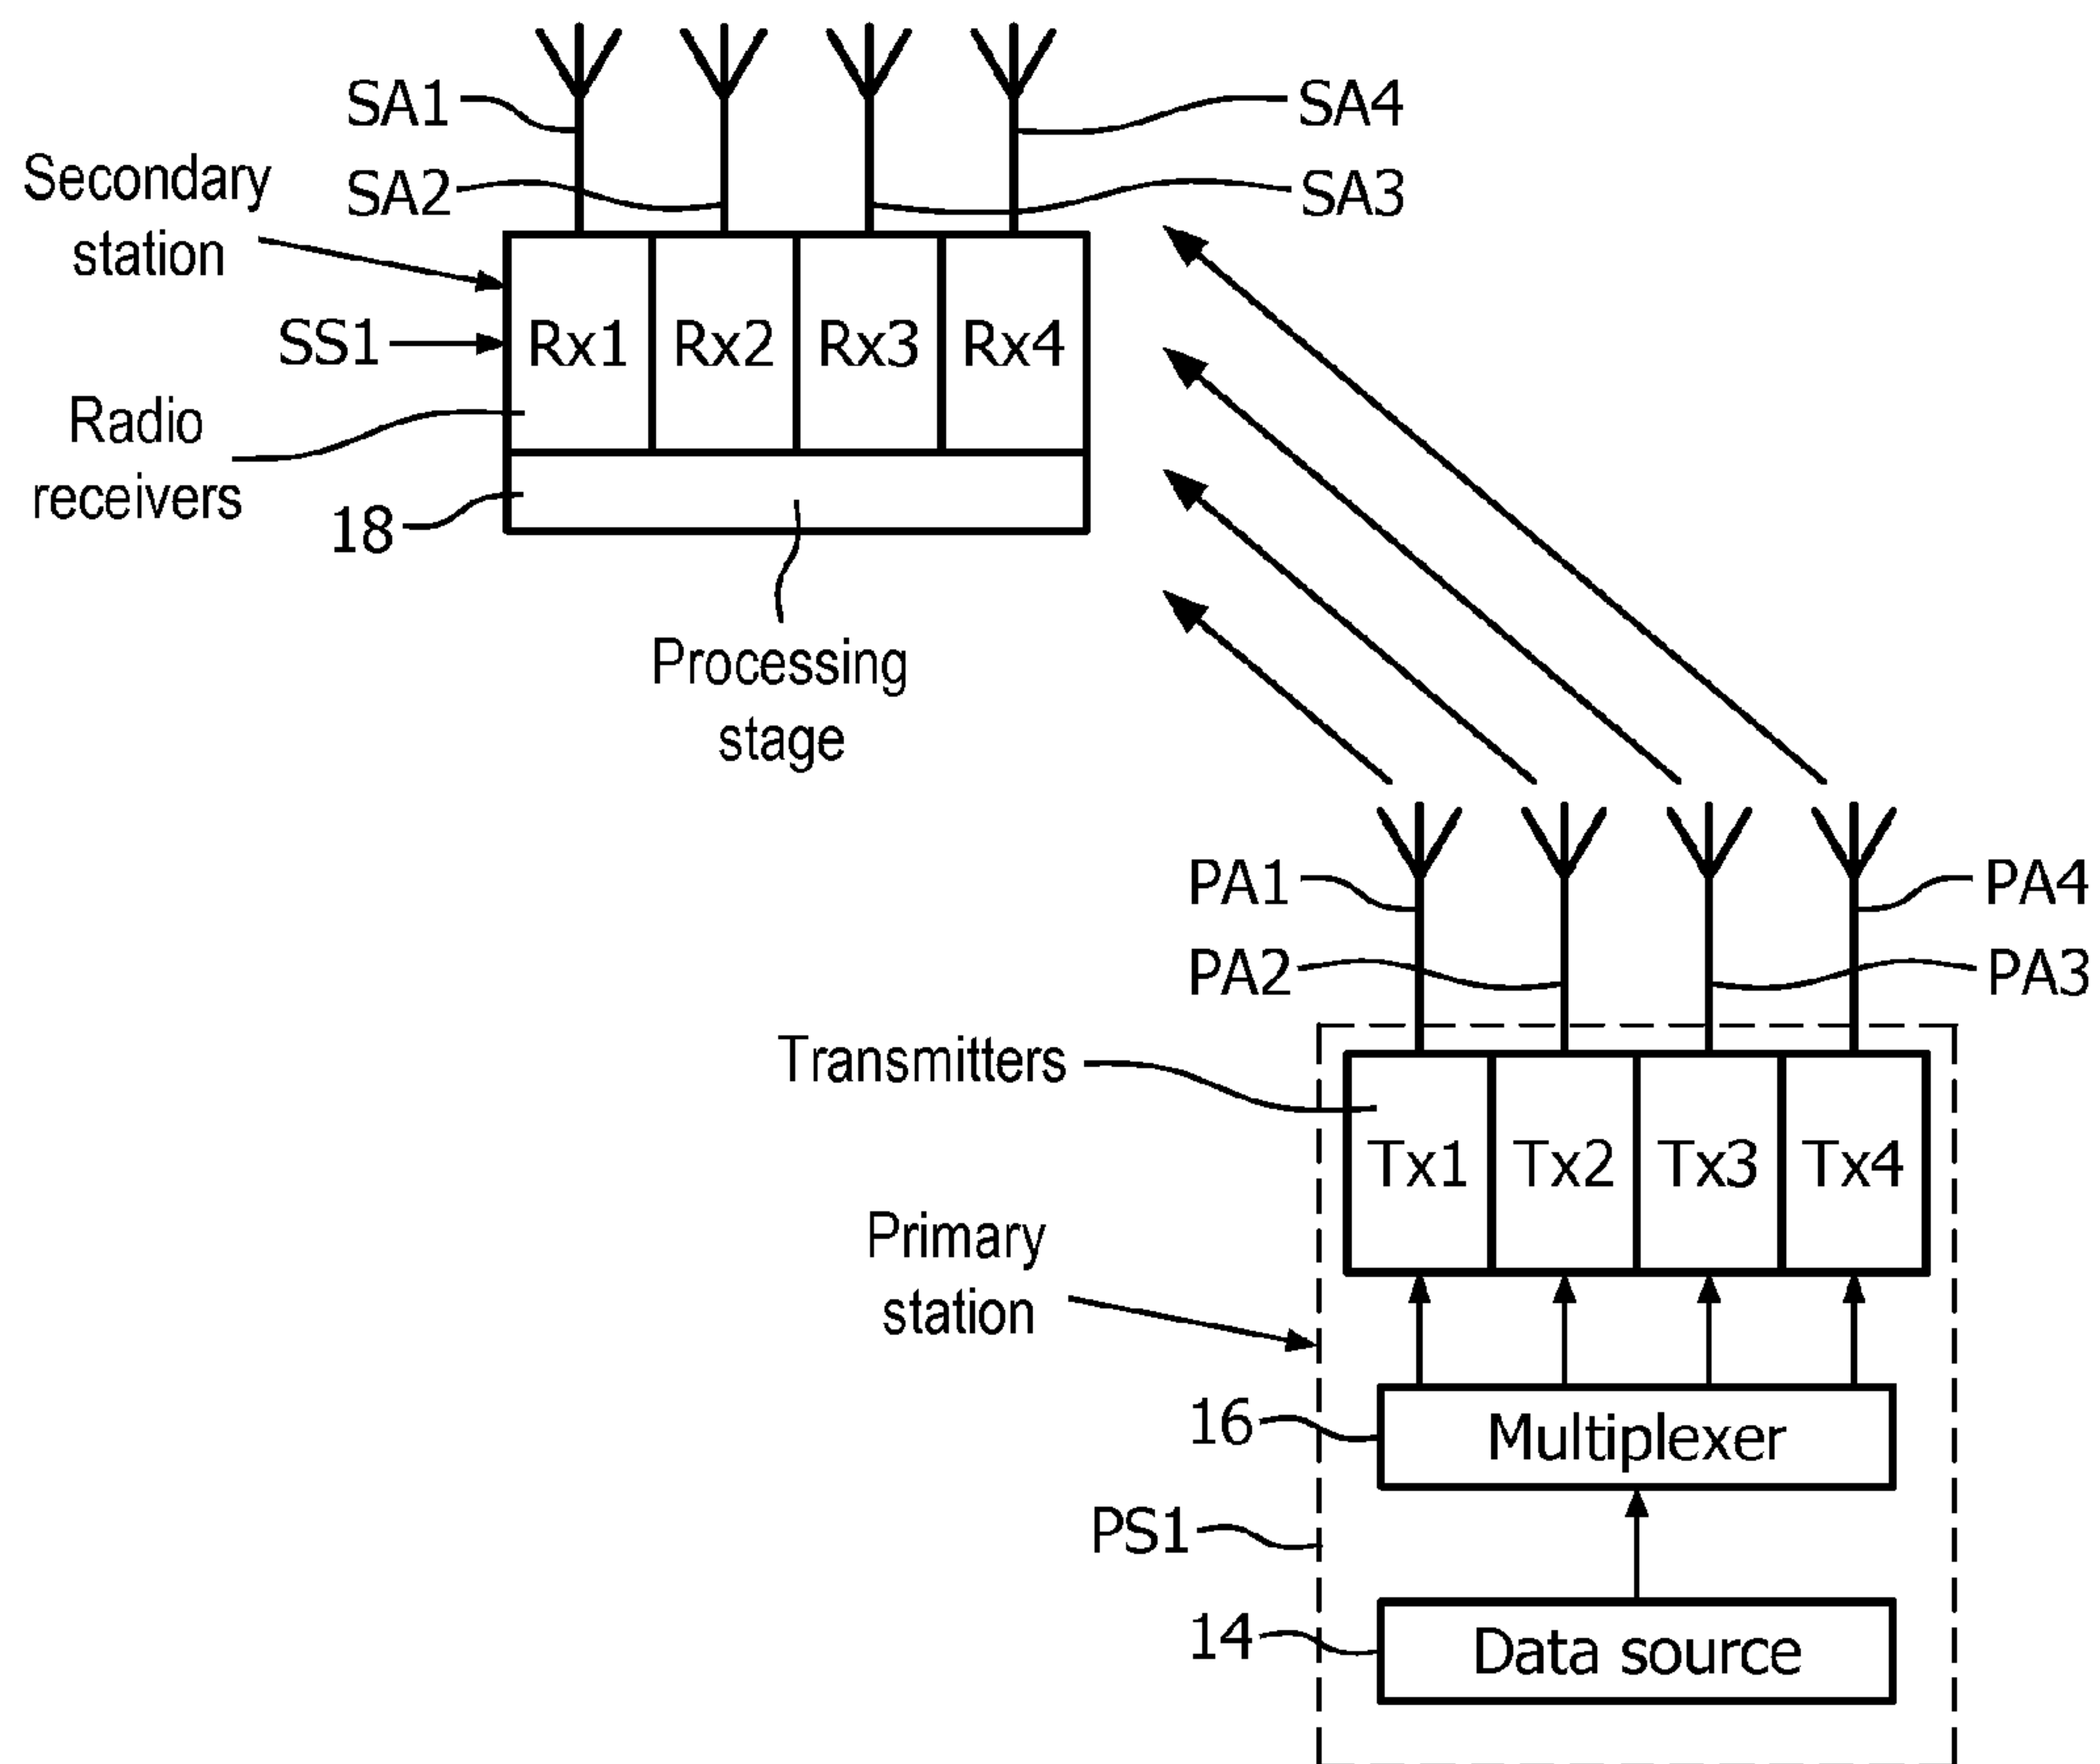 SA1
SA4
Secondary
station
SA2
SA3
SS1
Rx1
Rx2
Rx3
Rx4
Radio
receivers
18
Processing
stage
PA1
PA4
PA2
PA3
Transmitters
Tx1
Tx2
Tx3
Tx4
Primary
station
16
Multiplexer
PS1
14
Data source